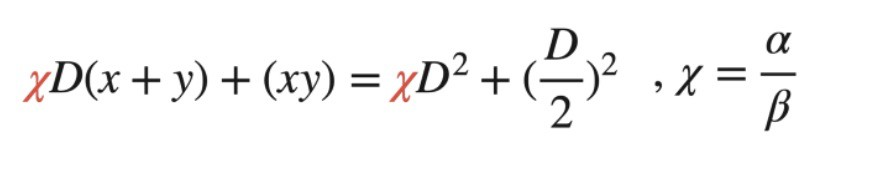 χD(x + y) + (xy) = χD² + (D/2)² , χ = α/β